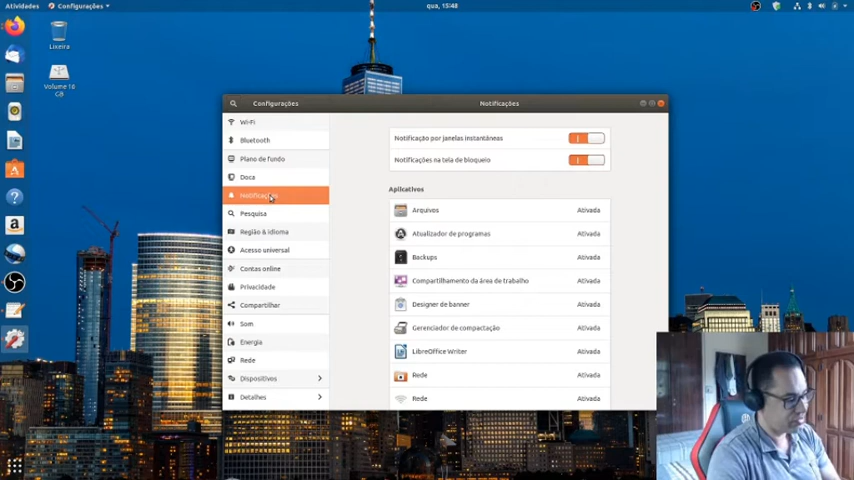 Atividades
Configurações
qua, 15:48
Lixeira
Volume 18
GB
Configurações
Notificações
Wi-Fi
Bluetooth
Plano de fundo
Doca
Notificações
Pesquisa
Região & idioma
Acesso universal
Contas online
Privacidade
Compartilhar
Som
Energia
Rede
Dispositivos
Detalhes
Notificação por janelas instantâneas
Notificações na tela de bloqueio
Aplicativos
Arquivos Ativada
Atualizador de programas Ativada
Backups Ativada
Compartilhamento da área de trabalho Ativada
Designer de banner Ativada
Gerenciador de compactação Ativada
LibreOffice Writer Ativada
Rede Ativada
Rede Ativada